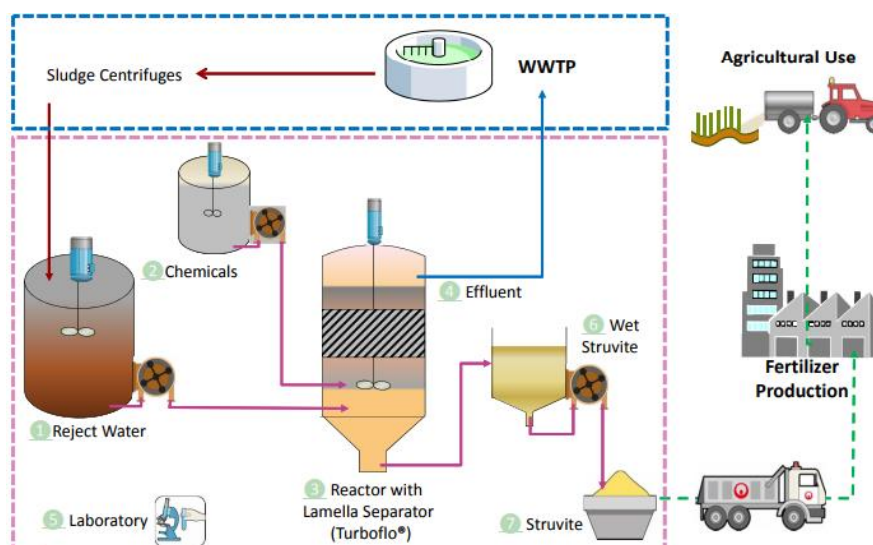 Sludge Centrifuges
WWTP
Agricultural Use
2 Chemicals
4 Effluent
6 Wet
Struvite
Fertilizer
Production
1 Reject Water
3 Reactor with
Lamella Separator
(Turboflo®)
5 Laboratory
7 Struvite